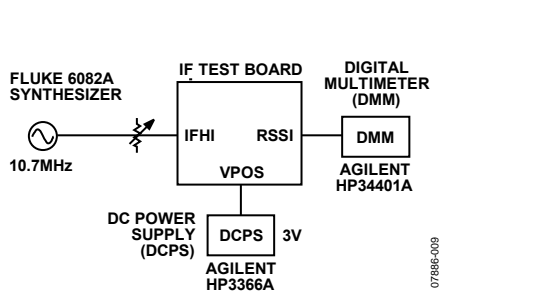 FLUKE 6082A
SYNTHESIZER
10.7MHz
IF TEST BOARD
IFHI
RSSI
VPOS
DIGITAL
MULTIMETER
(DMM)
DMM
AGILENT
HP34401A
DC POWER
SUPPLY
(DCPS)
DCPS
3V
AGILENT
HP3366A
07886-009